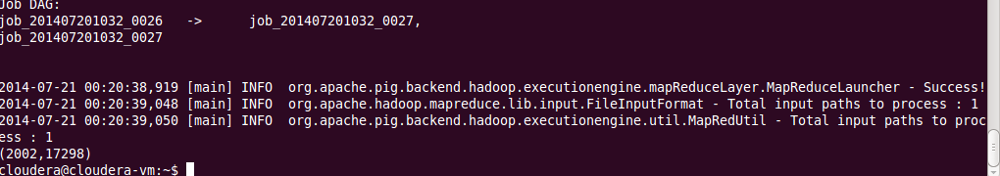 Job DAG:
job_201407201032_0026   ->      job_201407201032_0027,
job_201407201032_0027
2014-07-21 00:20:38,919 [main] INFO  org.apache.pig.backend.hadoop.executionengine.mapReduceLayer.MapReduceLauncher - Success!
2014-07-21 00:20:39,048 [main] INFO  org.apache.hadoop.mapreduce.lib.input.FileInputFormat - Total input paths to process : 1
2014-07-21 00:20:39,050 [main] INFO  org.apache.pig.backend.hadoop.executionengine.util.MapRedUtil - Total input paths to proc
ess : 1
(2002,17298)
cloudera@cloudera-vm:~$